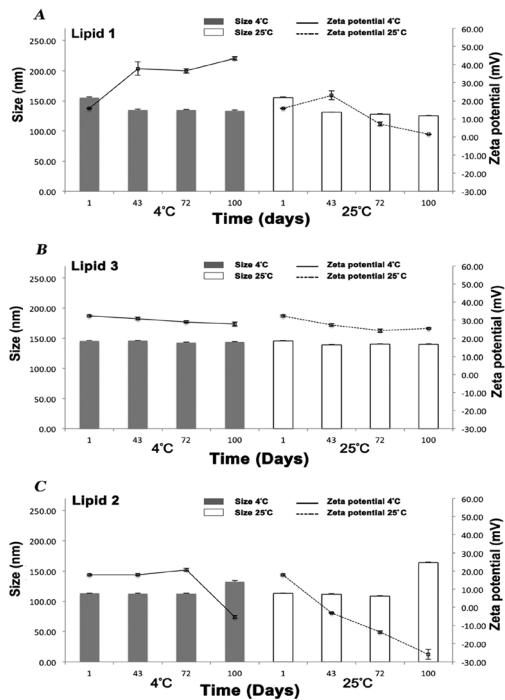 A
Lipid 1
Size 4°C
Zeta potential 4°C
Size 25°C
Zeta potential 25°C
250.00
200.00
150.00
100.00
50.00
0.00
Size (nm)
60.00
50.00
40.00
30.00
20.00
10.00
0.00
-10.00
-20.00
-30.00
Zeta potential (mV)
1 43 72 100 1 43 72 100
4°C 25°C
Time (days)
B
Lipid 3
Size 4°C
Zeta potential 4°C
Size 25°C
Zeta potential 25°C
250.00
200.00
150.00
100.00
50.00
0.00
Size (nm)
60.00
50.00
40.00
30.00
20.00
10.00
0.00
-10.00
-20.00
-30.00
Zeta potential (mV)
1 43 72 100 1 43 72 100
4°C 25°C
Time (Days)
C
Lipid 2
Size 4°C
Zeta potential 4°C
Size 25°C
Zeta potential 25°C
250.00
200.00
150.00
100.00
50.00
0.00
Size (nm)
60.00
50.00
40.00
30.00
20.00
10.00
0.00
-10.00
-20.00
-30.00
Zeta potential (mV)
1 43 72 100 1 43 72 100
4°C 25°C
Time (Days)